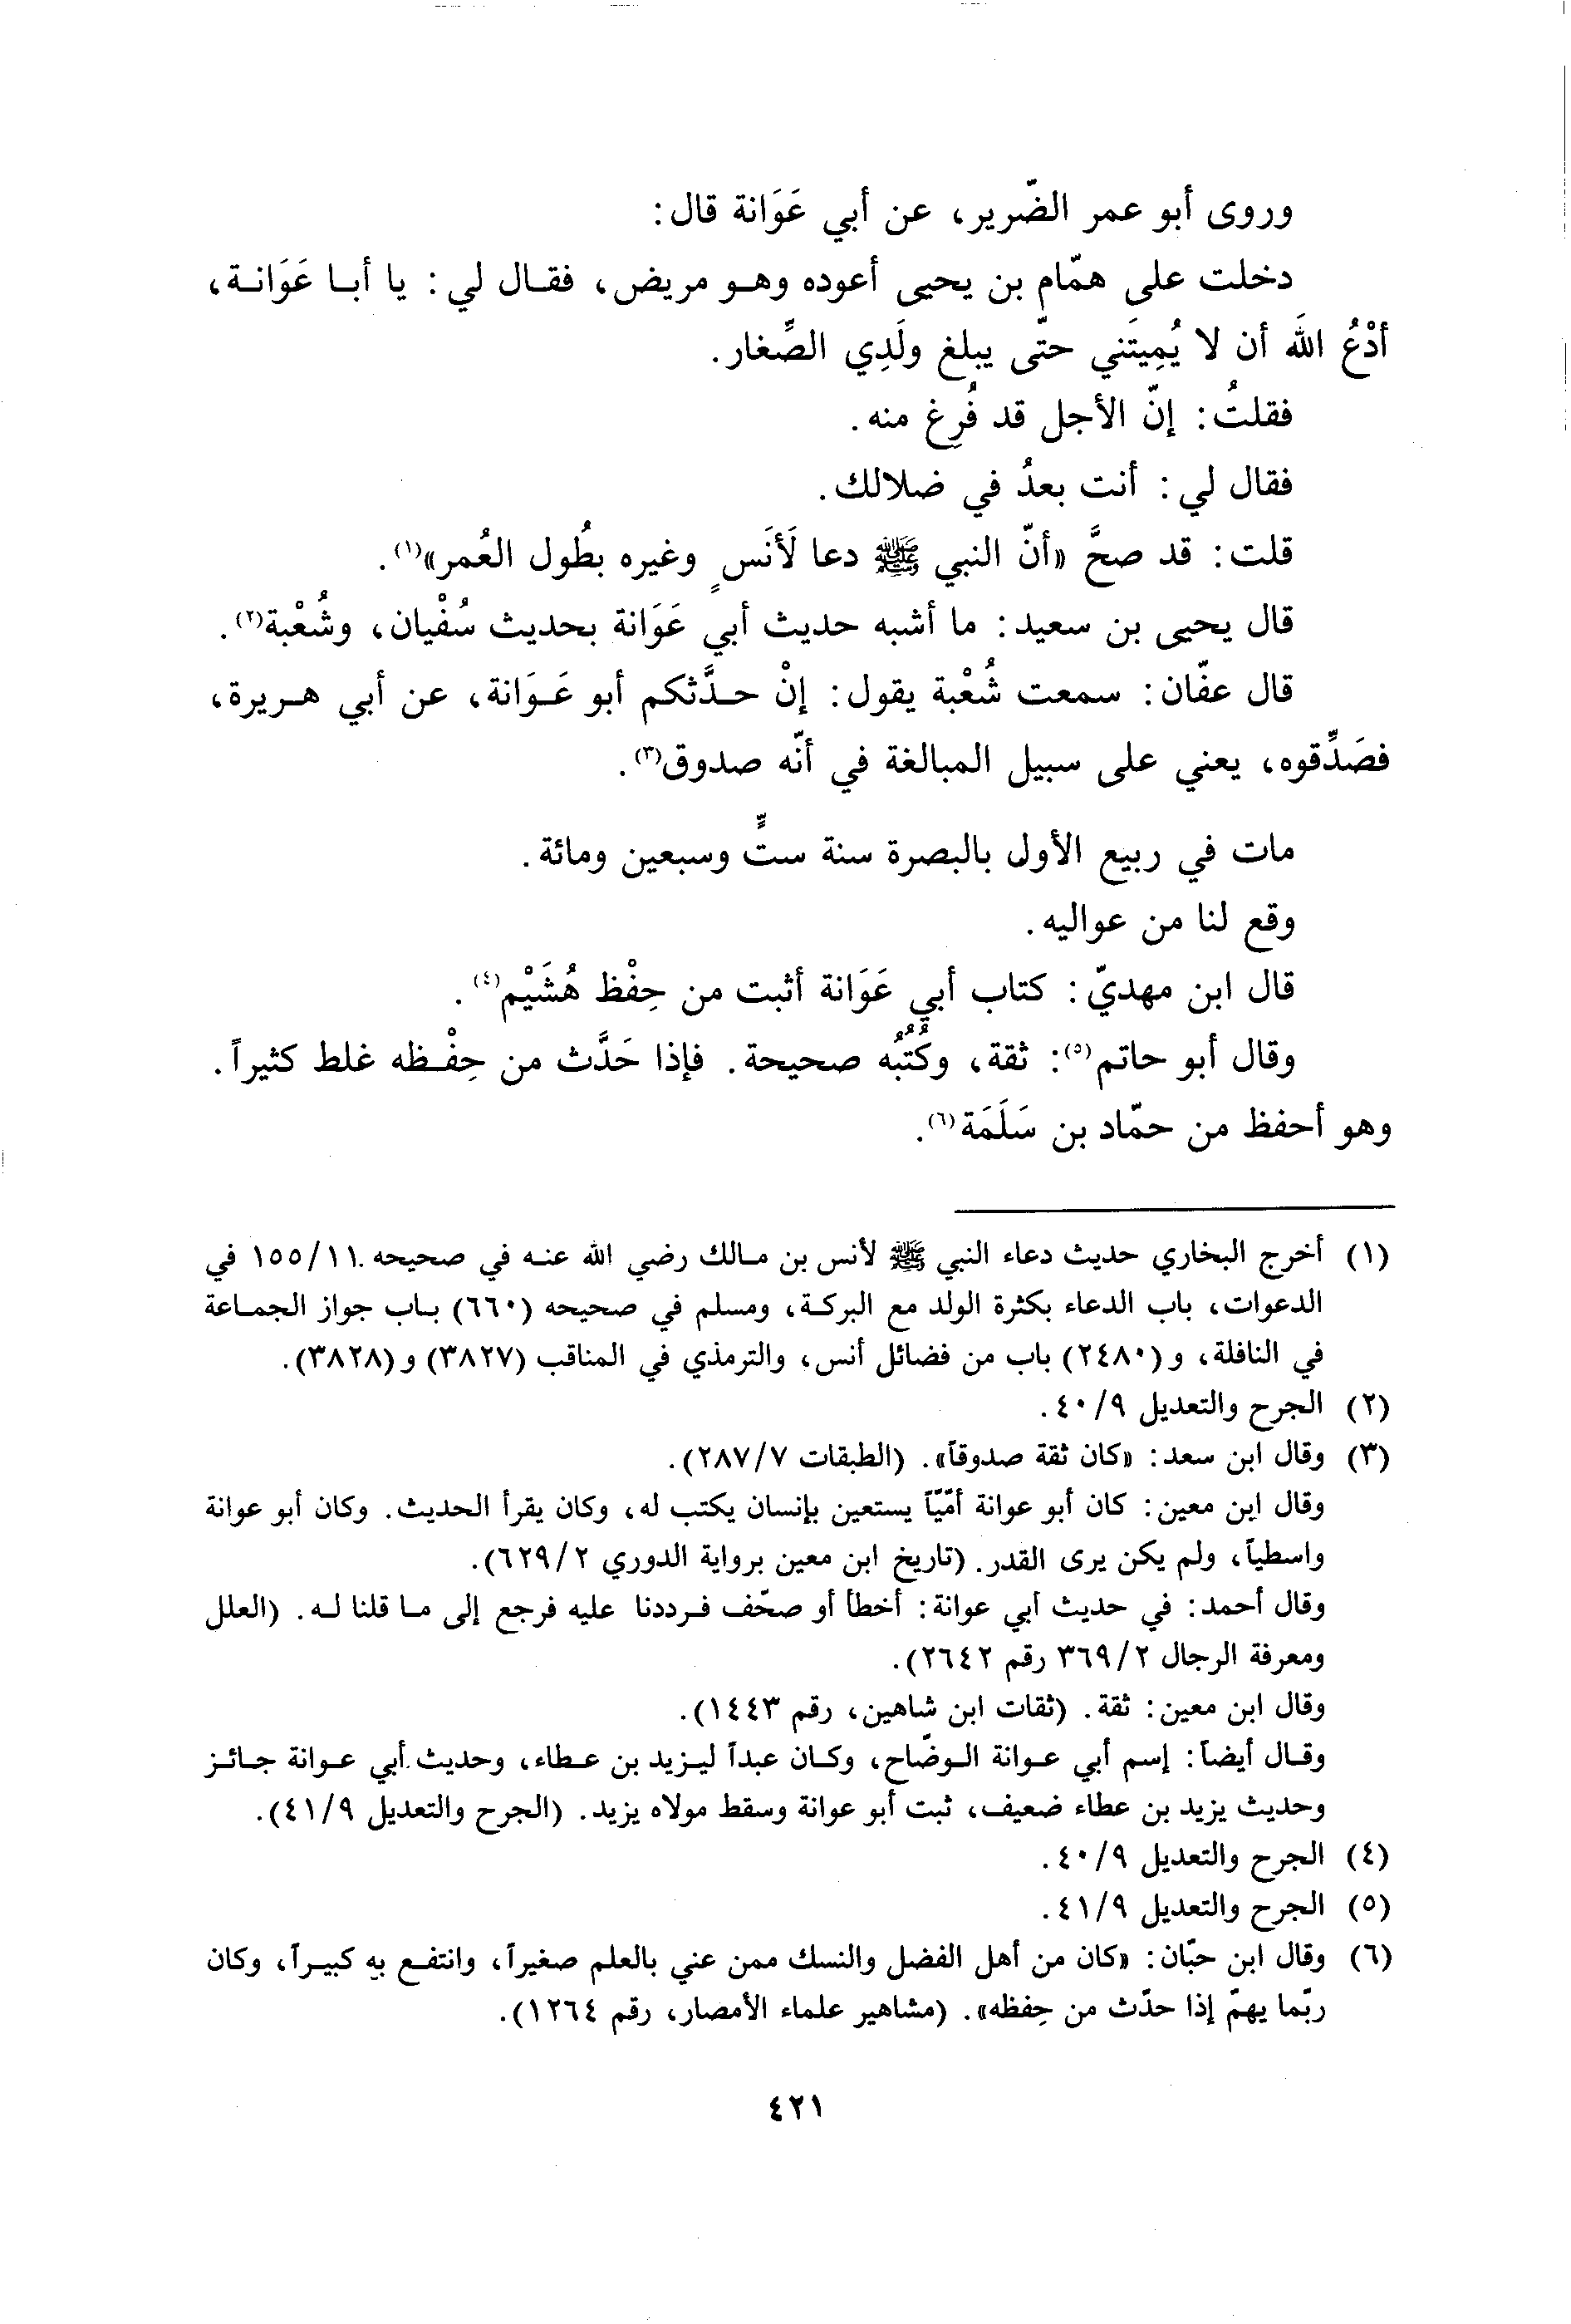 وروى أبو عمر الضّرير، عن أبي عَوَانة قال:
دخلت على همّام بن يحيى أعوده وهو مريض، فقال لي: يا أبا عَوَانة،
أدْعُ اللهَ أن لا يُمِيتَني حتّى يبلغ ولَدِي الصِّغار.
فقلتُ: إنّ الأجل قد فُرِغ منه.
فقال لي: أنت بعدُ في ضلالك.
قلت: قد صحَّ «أنّ النبي ﷺ دعا لَأنَسٍ وغيره بطُول العُمر»(١).
قال يحيى بن سعيد: ما أشبه حديث أبي عَوَانة بحديث سُفْيان، وشُعْبة(٢).
قال عفّان: سمعت شُعْبة يقول: إنْ حدَّثكم أبو عَوَانة، عن أبي هريرة،
فصَدِّقوه، يعني على سبيل المبالغة في أنّه صدوق(٣).
مات في ربيع الأول بالبصرة سنة ستٍّ وسبعين ومائة.
وقع لنا من عواليه.
قال ابن مهديّ: كتاب أبي عَوَانة أثبت من حِفْظ هُشَيْم(٤).
وقال أبو حاتم(٥): ثقة، وكُتُبُه صحيحة. فإذا حَدَّث من حِفْظه غلط كثيراً.
وهو أحفظ من حمّاد بن سَلَمَة(٦).
(١) أخرج البخاري حديث دعاء النبي ﷺ لأنس بن مالك رضي الله عنه في صحيحه ١٥٥/١١ في
الدعوات، باب الدعاء بكثرة الولد مع البركة، ومسلم في صحيحه (٦٦٠) باب جواز الجماعة
في النافلة، و(٢٤٨٠) باب من فضائل أنس، والترمذي في المناقب (٣٨٢٧) و(٣٨٢٨).
(٢) الجرح والتعديل ٤٠/٩.
(٣) وقال ابن سعد: «كان ثقة صدوقاً». (الطبقات ٢٨٧/٧).
وقال ابن معين: كان أبو عوانة أمّيّاً يستعين بإنسان يكتب له، وكان يقرأ الحديث. وكان أبو عوانة
واسطياً، ولم يكن يرى القدر. (تاريخ ابن معين برواية الدوري ٦٢٩/٢).
وقال أحمد: في حديث أبي عوانة: أخطأ أو صحّف فرددنا عليه فرجع إلى ما قلنا له. (العلل
ومعرفة الرجال ٣٦٩/٢ رقم ٢٦٤٢).
وقال ابن معين: ثقة. (ثقات ابن شاهين، رقم ١٤٤٣).
وقال أيضاً: إسم أبي عوانة الوضّاح، وكان عبداً ليزيد بن عطاء، وحديث أبي عوانة جائز
وحديث يزيد بن عطاء ضعيف، ثبت أبو عوانة وسقط مولاه يزيد. (الجرح والتعديل ٤١/٩).
(٤) الجرح والتعديل ٤٠/٩.
(٥) الجرح والتعديل ٤١/٩.
(٦) وقال ابن حبّان: «كان من أهل الفضل والنسك ممن عني بالعلم صغيراً، وانتفع به كبيراً، وكان
ربّما يهمّ إذا حدّث من حِفظه». (مشاهير علماء الأمصار، رقم ١٢٦٤).
٤٢١